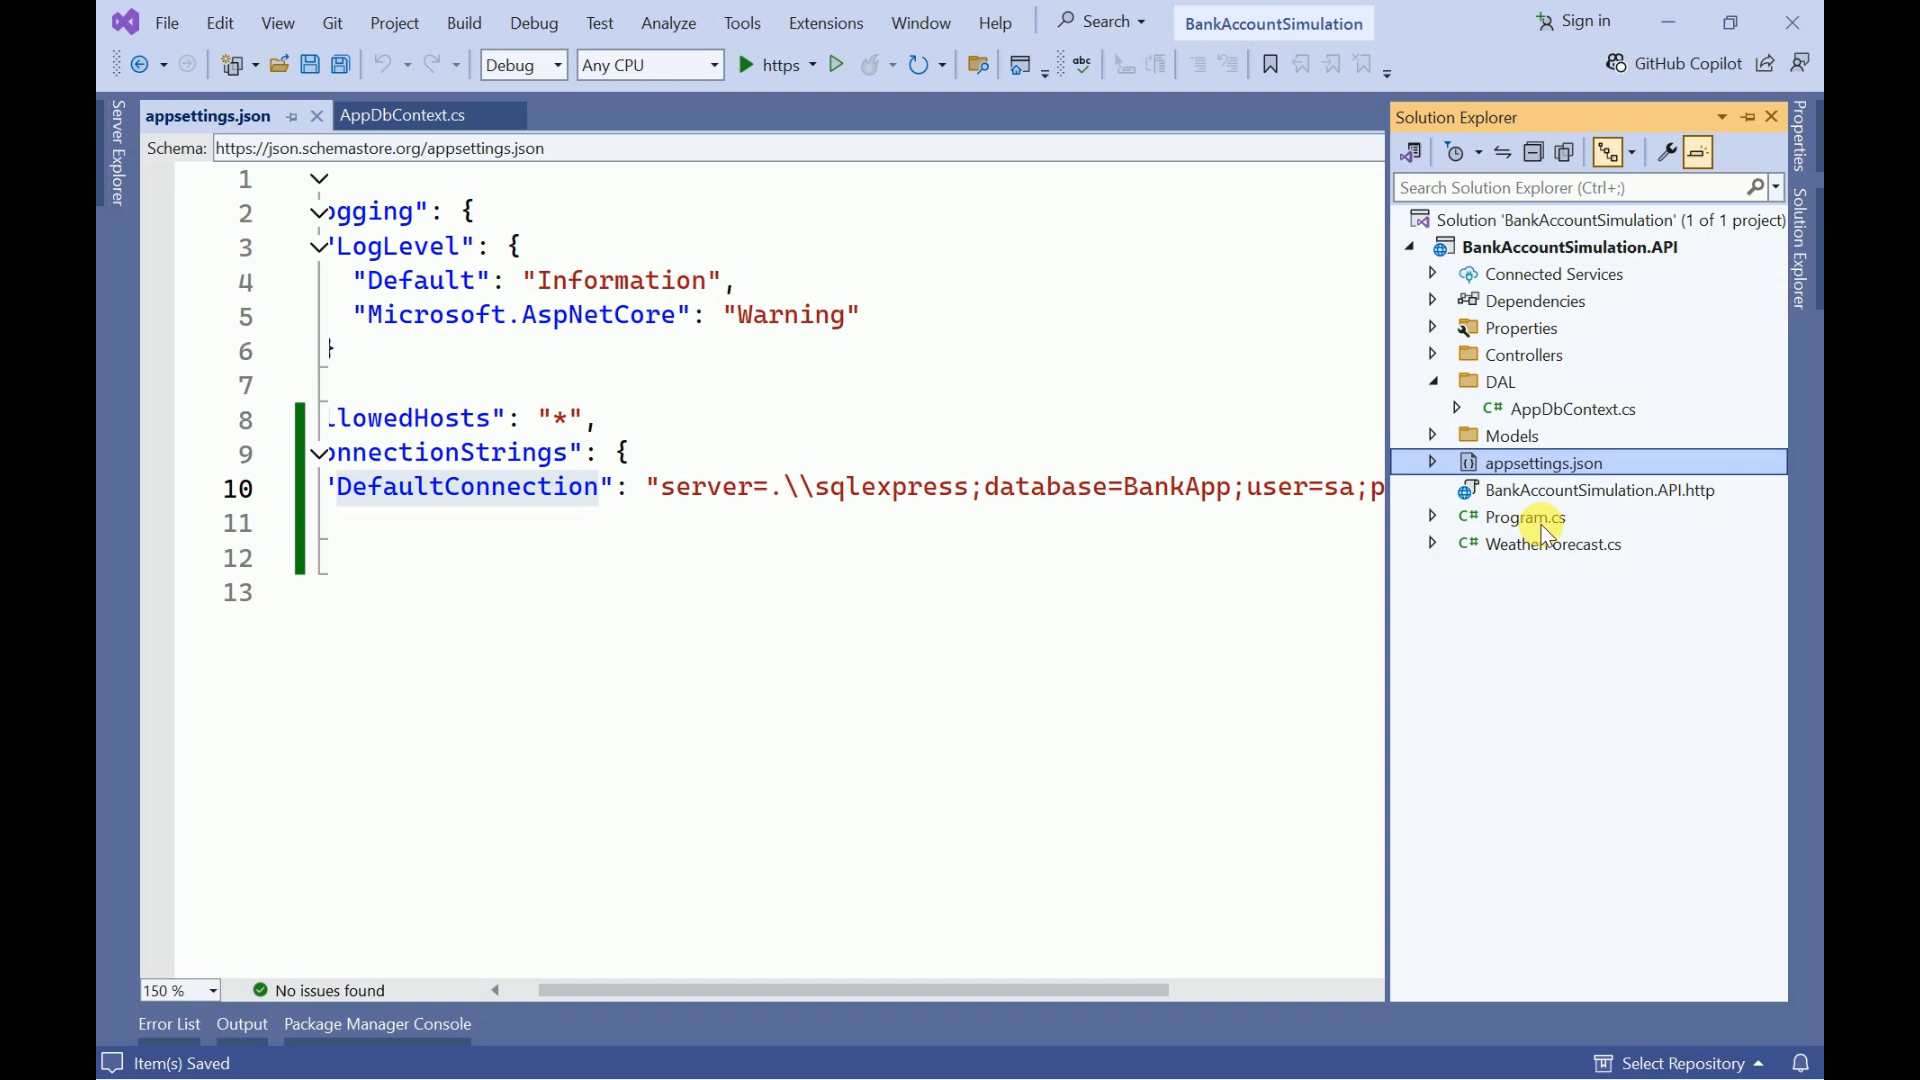 File Edit View Git Project Build Debug Test Analyze Tools Extensions Window Help Search BankAccountSimulation Sign in
Debug Any CPU https abc GitHub Copilot
Server Explorer
appsettings.json AppDbContext.cs
Schema: https://json.schemastore.org/appsettings.json
1
2 ogging": {
3 "LogLevel": {
4 "Default": "Information",
5 "Microsoft.AspNetCore": "Warning"
6 }
7
8 llowedHosts": "*",
9 onnectionStrings": {
10 "DefaultConnection": "server=.\\sqlexpress;database=BankApp;user=sa;p
11
12
13
150 % No issues found
Solution Explorer
Search Solution Explorer (Ctrl+;)
Solution 'BankAccountSimulation' (1 of 1 project)
BankAccountSimulation.API
Connected Services
Dependencies
Properties
Controllers
DAL
C# AppDbContext.cs
Models
appsettings.json
BankAccountSimulation.API.http
C# Program.cs
C# WeatherForecast.cs
Properties
Solution Explorer
Error List Output Package Manager Console
Item(s) Saved Select Repository